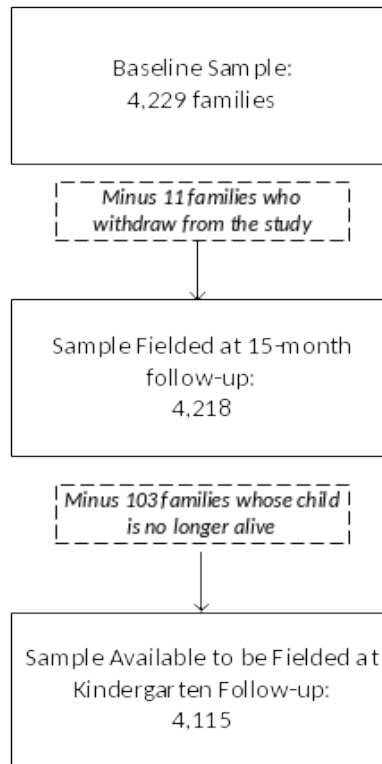 Baseline Sample:
4,229 families
Minus 11 families who
withdraw from the study
Sample Fielded at 15-month
follow-up:
4,218
Minus 103 families whose child
is no longer alive
Sample Available to be Fielded at
Kindergarten Follow-up:
4,115